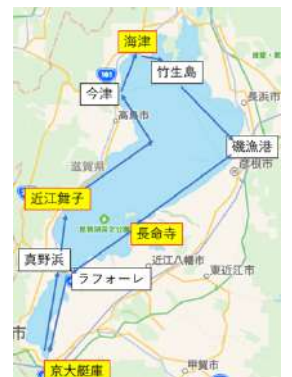 海津
竹生島
今津
長浜市
高島市
磯漁港
彦根市
滋賀県
近江舞子
長命寺
真野浜
近江八幡市
ラフォーレ
東近江市
市
京大艇庫
甲賀市